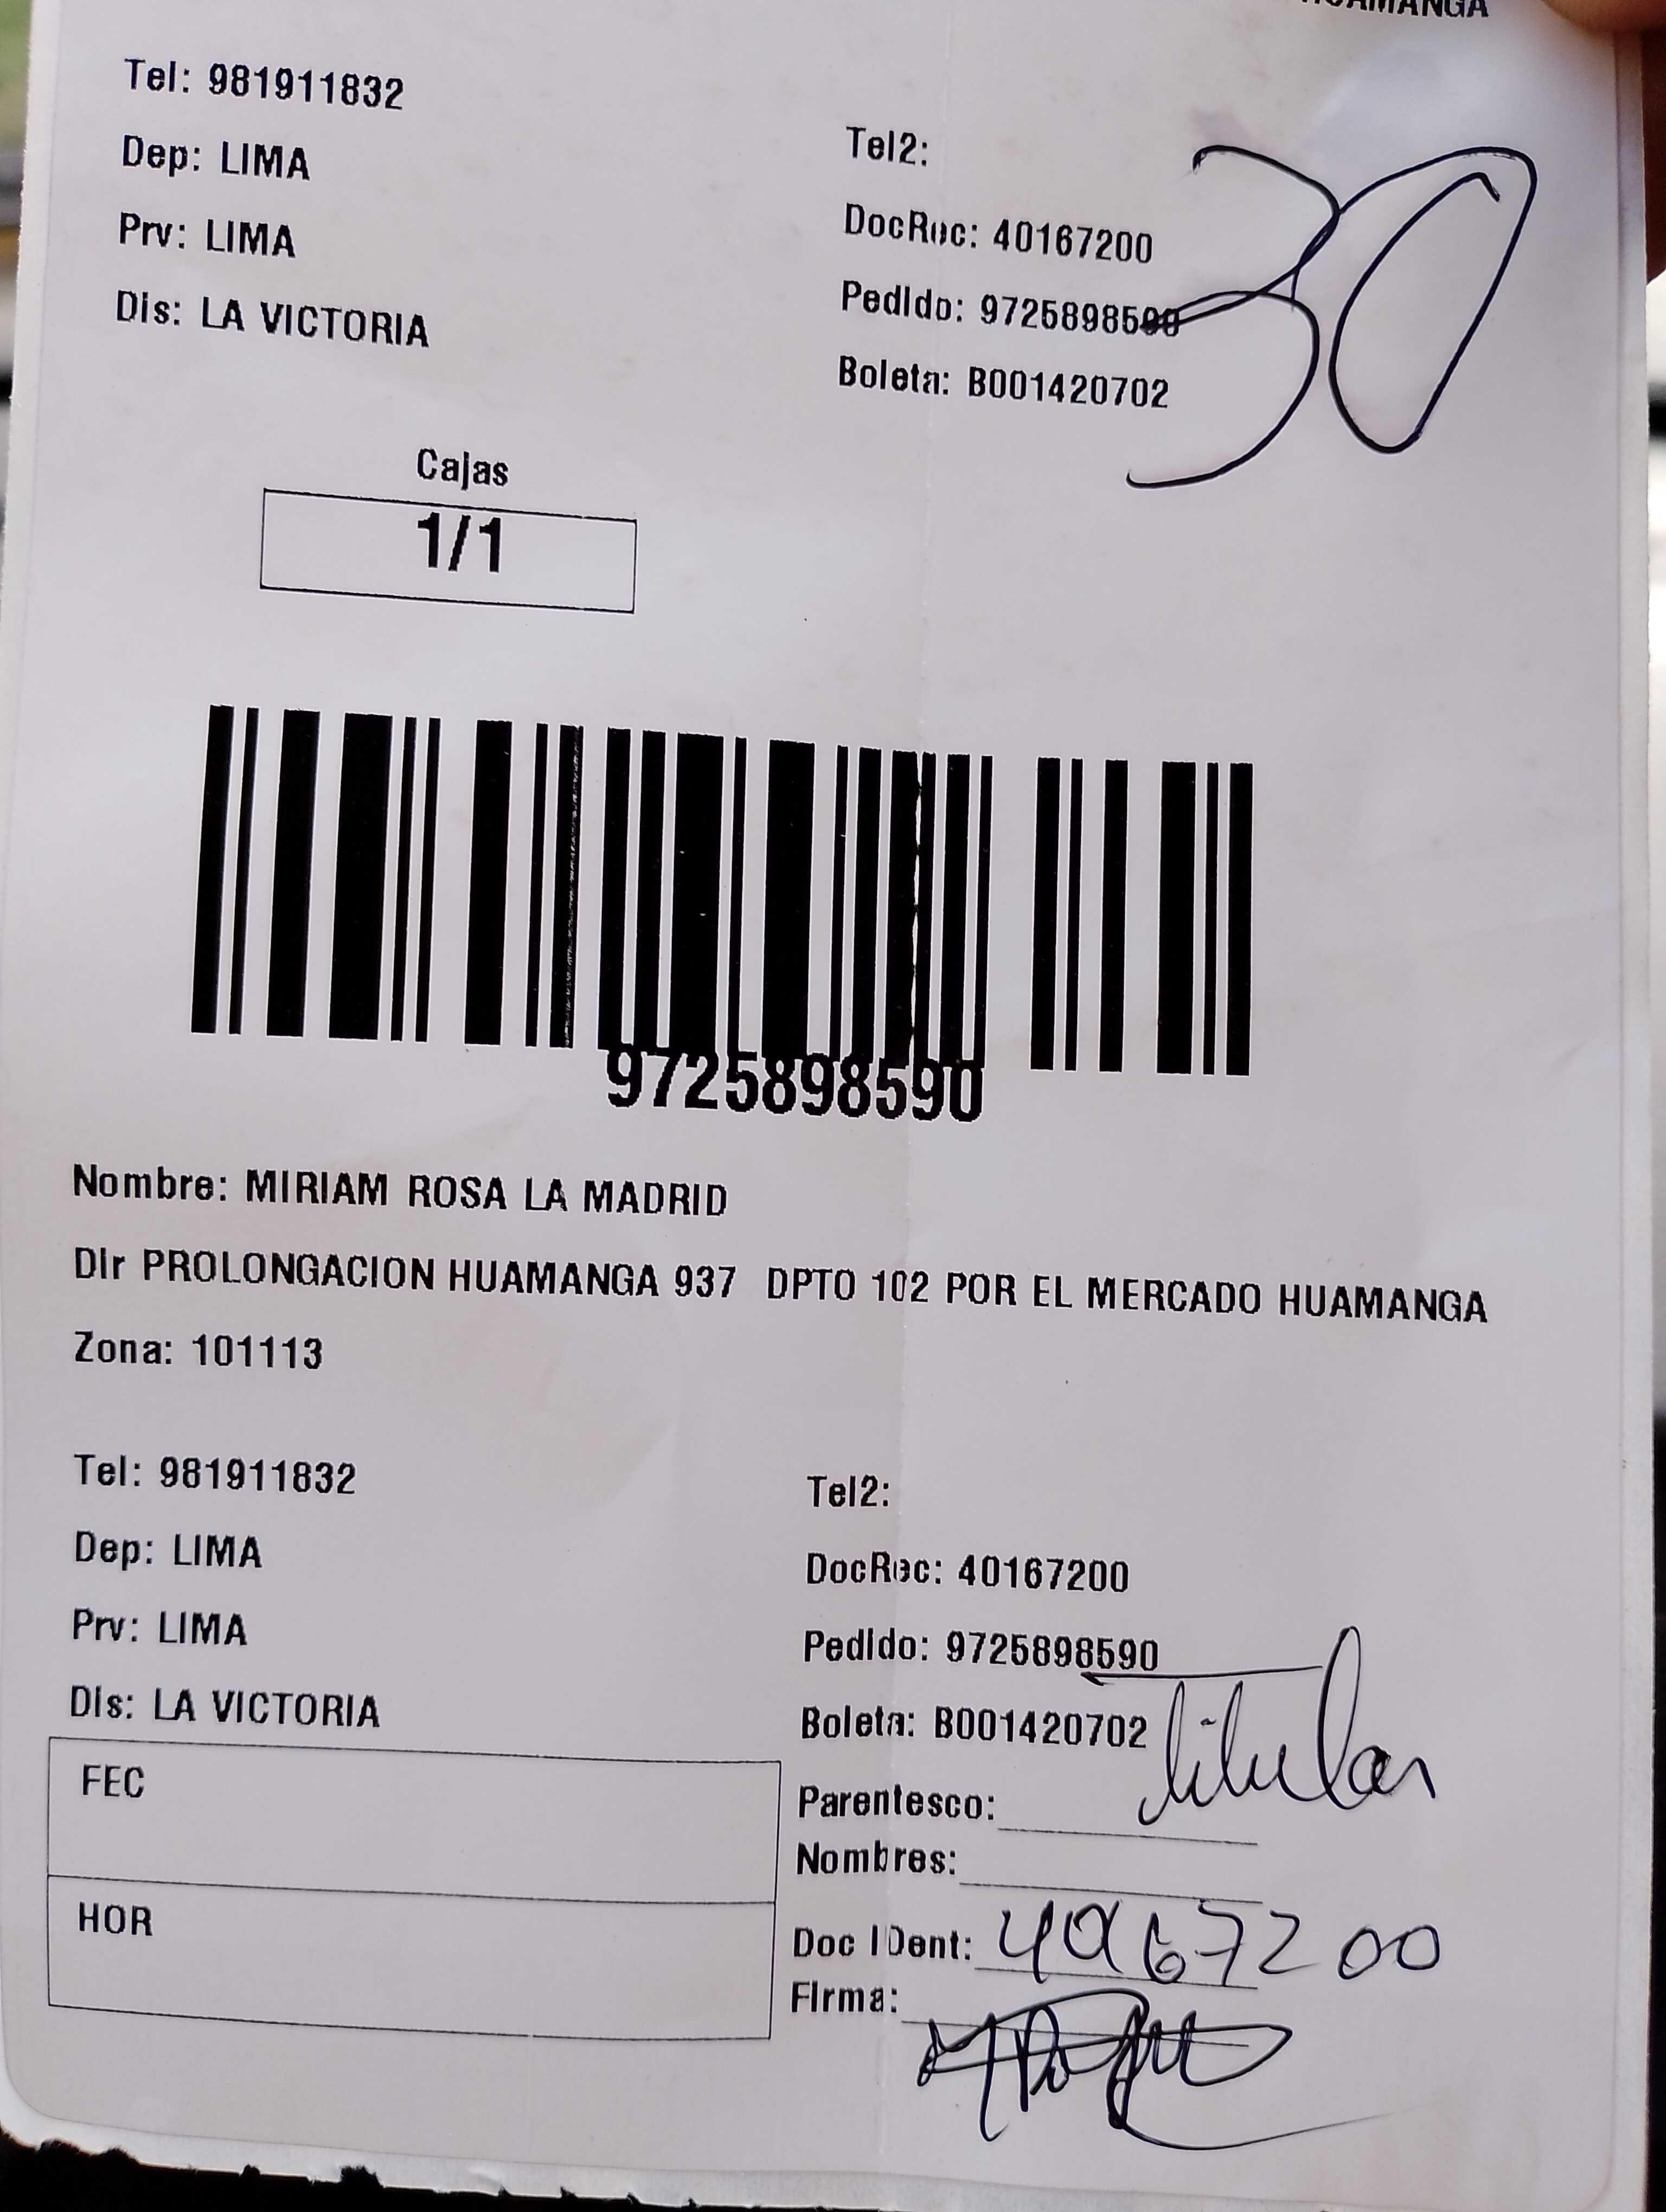 HUAMANGA
Tel: 981911832
Dep: LIMA
Prv: LIMA
Dis: LA VICTORIA
Tel2:
DocRec: 40167200
Pedido: 9725898590
Boleta: B001420702
30
Cajas
1/1
9725898590
Nombre: MIRIAM ROSA LA MADRID
Dir PROLONGACION HUAMANGA 937 DPTO 102 POR EL MERCADO HUAMANGA
Zona: 101113
Tel: 981911832
Dep: LIMA
Prv: LIMA
Dis: LA VICTORIA
Tel2:
DocRec: 40167200
Pedido: 9725898590
Boleta: B001420702
FEC
HOR
Parentesco: titular
Nombres:
Doc IDent: 40167200
Firma: